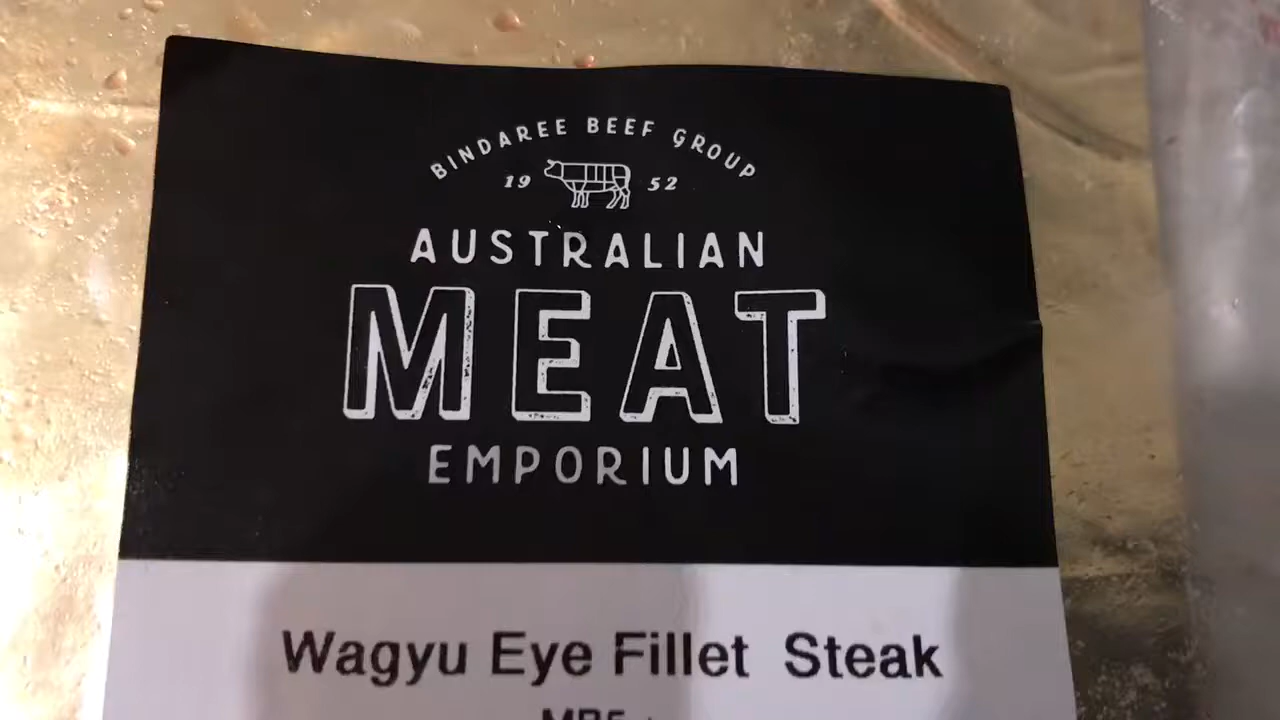 BINDAREE BEEF GROUP
19 52
AUSTRALIAN
MEAT
EMPORIUM
Wagyu Eye Fillet Steak